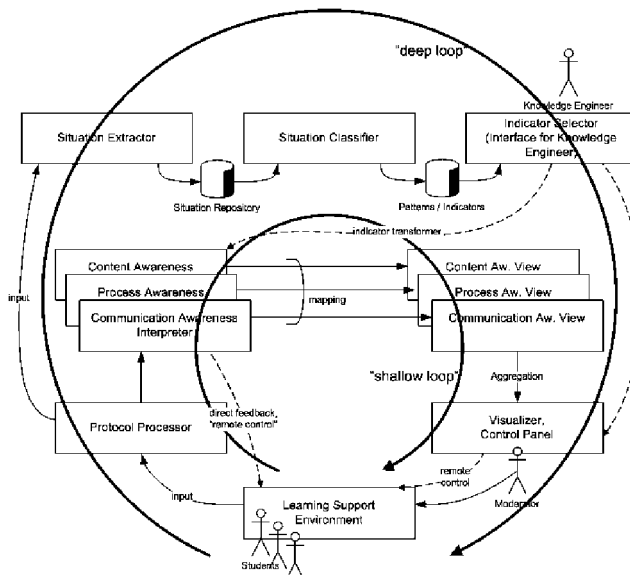 "deep loop"
Knowledge Engineer
Situation Extractor
Situation Classifier
Indicator Selector
(Interface for Knowledge
Engineer)
Situation Repository
Patterns / Indicators
indicator transformer
Content Awareness
Process Awareness
Communication Awareness
Interpreter
mapping
Content Aw. View
Process Aw. View
Communication Aw. View
input
"shallow loop"
Aggregation
direct feedback,
"remote control"
Protocol Processor
Visualizer,
Control Panel
remote
control
Moderator
input
Learning Support
Environment
Students